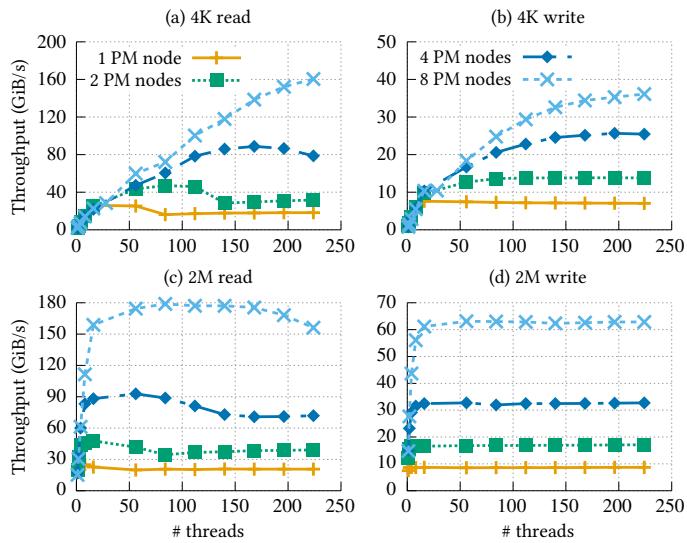 (a) 4K read
(b) 4K write
Throughput (GiB/s)
200
160
120
80
40
0
1 PM node
2 PM nodes
0 50 100 150 200 250
50
40
30
20
10
0
4 PM nodes
8 PM nodes
0 50 100 150 200 250
(c) 2M read
(d) 2M write
Throughput (GiB/s)
180
150
120
90
60
30
0
0 50 100 150 200 250
# threads
70
60
50
40
30
20
10
0
0 50 100 150 200 250
# threads